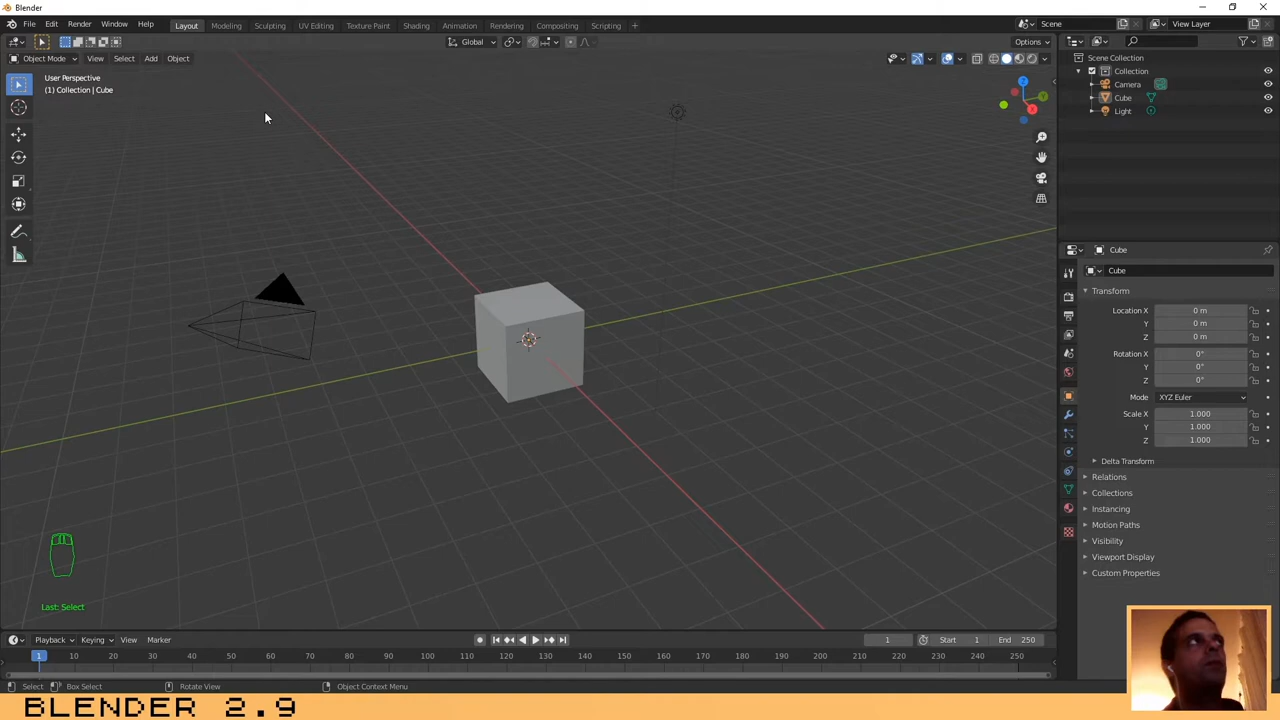 Blender
File Edit Render Window Help Layout Modeling Sculpting UV Editing Texture Paint Shading Animation Rendering Compositing Scripting + Scene View Layer
Global Options
Object Mode View Select Add Object
User Perspective
(1) Collection | Cube
Z
Y
X
Scene Collection
Collection
Camera
Cube
Light
Cube
Cube
Transform
Location X 0 m
Y 0 m
Z 0 m
Rotation X 0°
Y 0°
Z 0°
Mode XYZ Euler
Scale X 1.000
Y 1.000
Z 1.000
Delta Transform
Relations
Collections
Instancing
Motion Paths
Visibility
Viewport Display
Custom Properties
Last: Select
Playback Keying View Marker 1 Start 1 End 250
1 10 20 30 40 50 60 70 80 90 100 110 120 130 140 150 160 170 180 190 200 210 220 230 240 250
Select Box Select Rotate View Object Context Menu
BLENDER 2.9